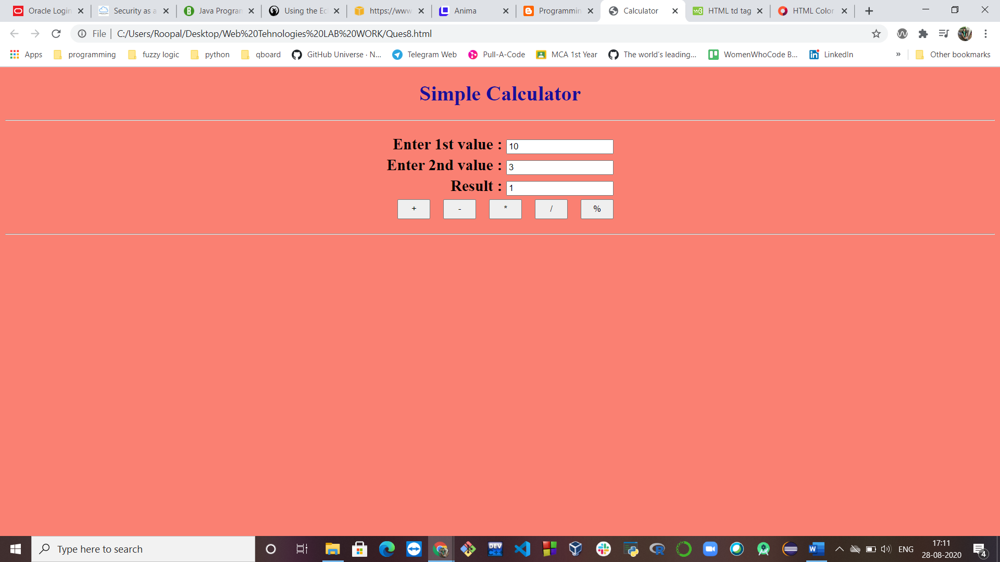 Oracle Login
Security as a
Java Program
Using the Ec
https://www
Anima
Programmin
Calculator
HTML td tag
HTML Color
File | C:/Users/Roopal/Desktop/Web%20Tehnologies%20LAB%20WORK/Ques8.html
Apps programming fuzzy logic python qboard GitHub Universe · N... Telegram Web Pull-A-Code MCA 1st Year The world's leading... WomenWhoCode B... LinkedIn » Other bookmarks
Simple Calculator
Enter 1st value : 10
Enter 2nd value : 3
Result : 1
+ - * / %
Type here to search
DEV C++
ENG
17:11
28-08-2020
4